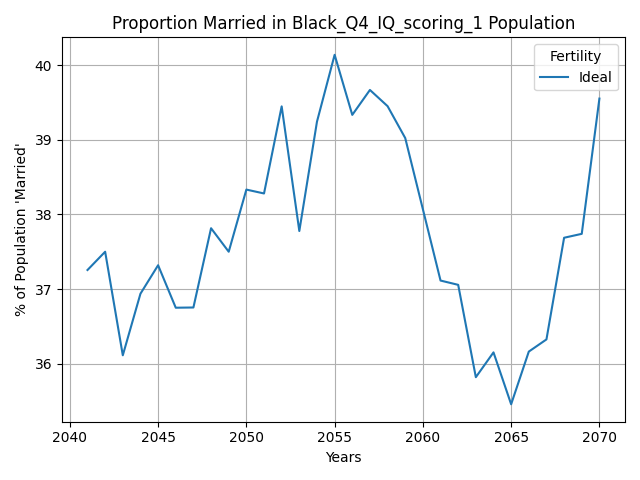 Proportion Married in Black_Q4_IQ_scoring_1 Population
Fertility
Ideal
% of Population 'Married'
40
39
38
37
36
2040 2045 2050 2055 2060 2065 2070
Years